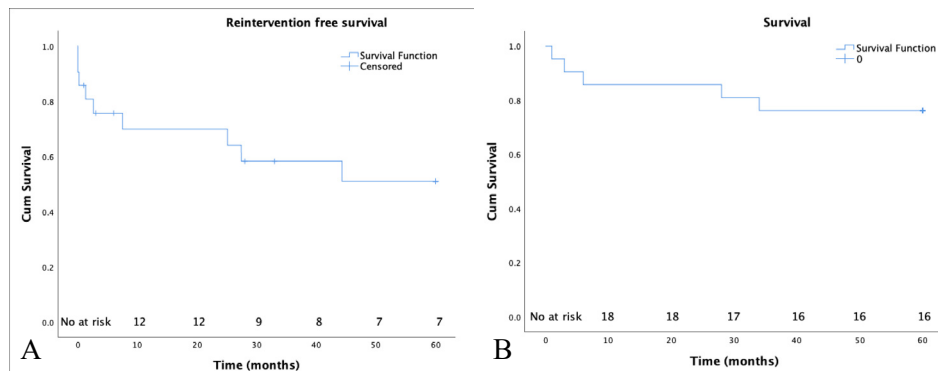 Reintervention free survival
Survival Function
Censored
Cum Survival
1.0
0.8
0.6
0.4
0.2
0.0
No at risk 12 12 9 8 7 7
0 10 20 30 40 50 60
Time (months)
A
Survival
Survival Function
0
Cum Survival
1.0
0.8
0.6
0.4
0.2
0.0
No at risk 18 18 17 16 16 16
0 10 20 30 40 50 60
Time (months)
B